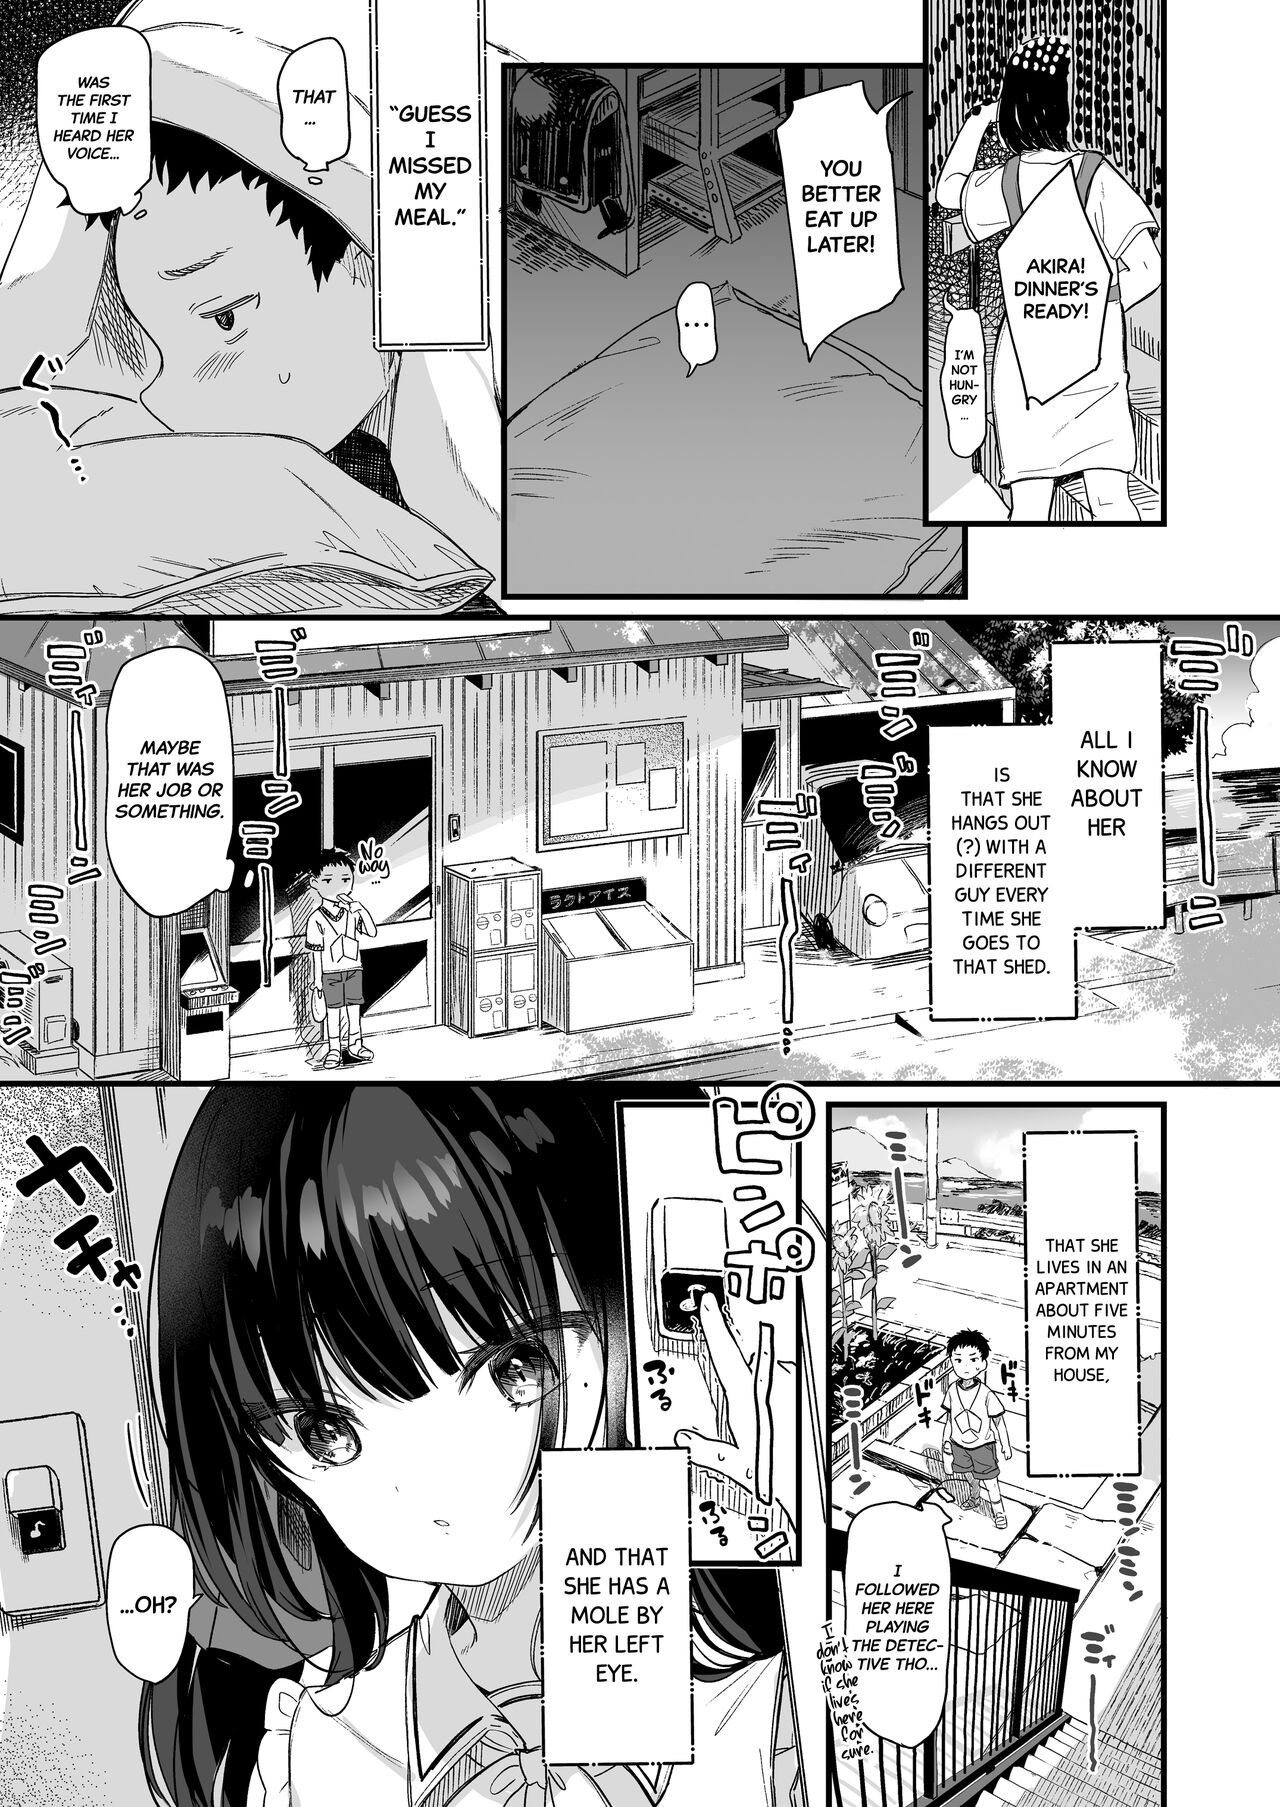 AKIRA!
DINNER'S
READY!
I'M
NOT
HUN-
GRY
...
YOU
BETTER
EAT UP
LATER!
...
"GUESS
I
MISSED
MY
MEAL."
THAT
...
WAS
THE FIRST
TIME I
HEARD HER
VOICE...
ぐ〜...
ALL I
KNOW
ABOUT
HER
IS
THAT SHE
HANGS OUT
(?) WITH A
DIFFERENT
GUY EVERY
TIME SHE
GOES TO
THAT SHED.
ラクトアイス
No
way
...
MAYBE
THAT WAS
HER JOB OR
SOMETHING.
THAT SHE
LIVES IN AN
APARTMENT
ABOUT FIVE
MINUTES
FROM MY
HOUSE,
ドキ
ドキ
I
FOLLOWED
HER HERE
PLAYING
THE DETEC-
TIVE THO...
I
don't
know
if she
lives
here
for
sure.
ピンポーン
ぷる
ぷる
AND THAT
SHE HAS A
MOLE BY
HER LEFT
EYE.
ガチャ...
...OH?